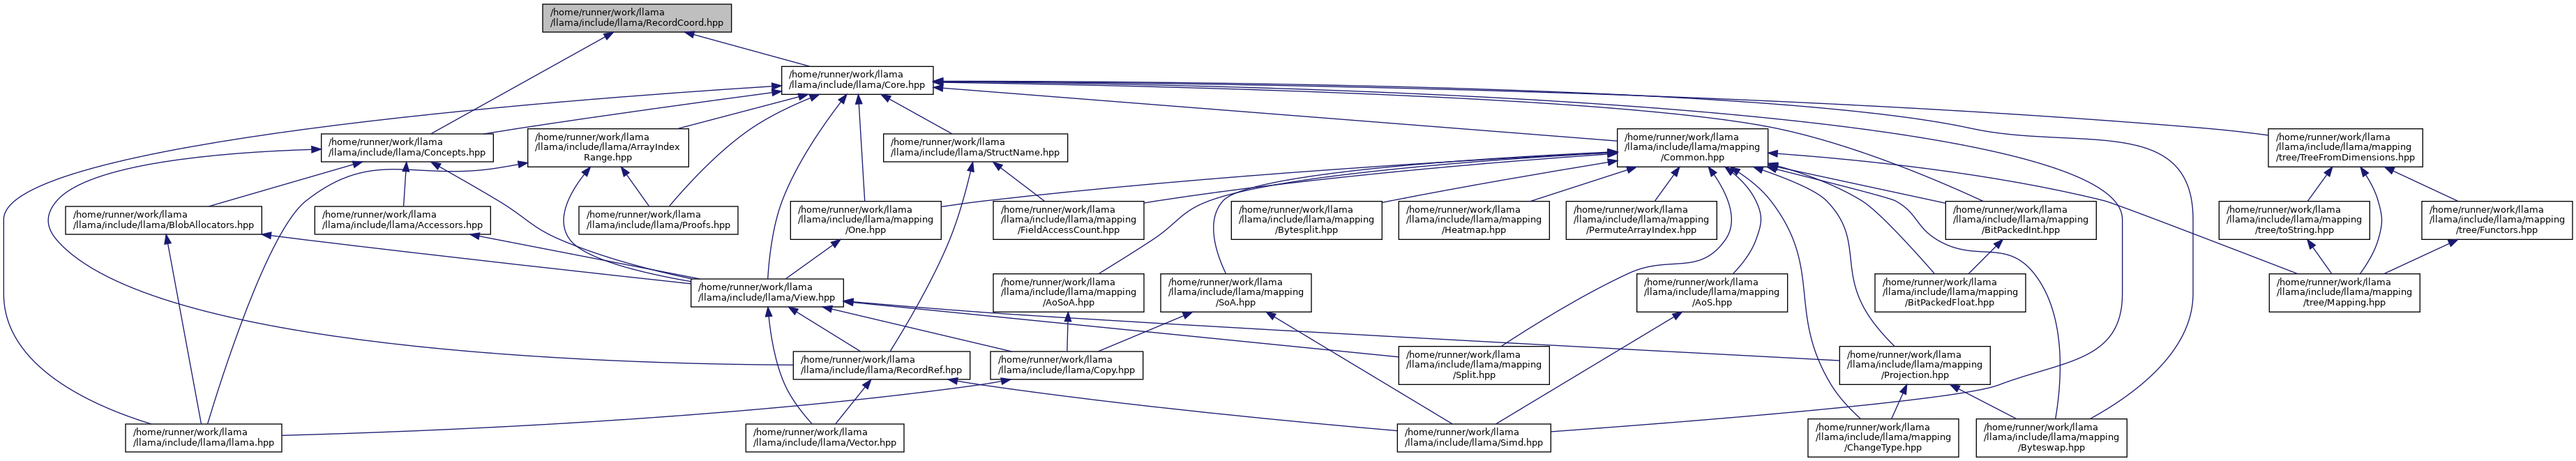 /home/runner/work/llama
/llama/include/llama/RecordCoord.hpp
/home/runner/work/llama
/llama/include/llama/Core.hpp
/home/runner/work/llama
/llama/include/llama/Concepts.hpp
/home/runner/work/llama
/llama/include/llama/ArrayIndex
Range.hpp
/home/runner/work/llama
/llama/include/llama/StructName.hpp
/home/runner/work/llama
/llama/include/llama/mapping
/Common.hpp
/home/runner/work/llama
/llama/include/llama/mapping
/tree/TreeFromDimensions.hpp
/home/runner/work/llama
/llama/include/llama/BlobAllocators.hpp
/home/runner/work/llama
/llama/include/llama/Accessors.hpp
/home/runner/work/llama
/llama/include/llama/Proofs.hpp
/home/runner/work/llama
/llama/include/llama/mapping
/One.hpp
/home/runner/work/llama
/llama/include/llama/mapping
/FieldAccessCount.hpp
/home/runner/work/llama
/llama/include/llama/mapping
/Bytesplit.hpp
/home/runner/work/llama
/llama/include/llama/mapping
/Heatmap.hpp
/home/runner/work/llama
/llama/include/llama/mapping
/PermuteArrayIndex.hpp
/home/runner/work/llama
/llama/include/llama/mapping
/BitPackedInt.hpp
/home/runner/work/llama
/llama/include/llama/mapping
/tree/toString.hpp
/home/runner/work/llama
/llama/include/llama/mapping
/tree/Functors.hpp
/home/runner/work/llama
/llama/include/llama/View.hpp
/home/runner/work/llama
/llama/include/llama/mapping
/AoSoA.hpp
/home/runner/work/llama
/llama/include/llama/mapping
/SoA.hpp
/home/runner/work/llama
/llama/include/llama/mapping
/AoS.hpp
/home/runner/work/llama
/llama/include/llama/mapping
/BitPackedFloat.hpp
/home/runner/work/llama
/llama/include/llama/mapping
/tree/Mapping.hpp
/home/runner/work/llama
/llama/include/llama/RecordRef.hpp
/home/runner/work/llama
/llama/include/llama/Copy.hpp
/home/runner/work/llama
/llama/include/llama/mapping
/Split.hpp
/home/runner/work/llama
/llama/include/llama/mapping
/Projection.hpp
/home/runner/work/llama
/llama/include/llama/llama.hpp
/home/runner/work/llama
/llama/include/llama/Vector.hpp
/home/runner/work/llama
/llama/include/llama/Simd.hpp
/home/runner/work/llama
/llama/include/llama/mapping
/ChangeType.hpp
/home/runner/work/llama
/llama/include/llama/mapping
/Byteswap.hpp